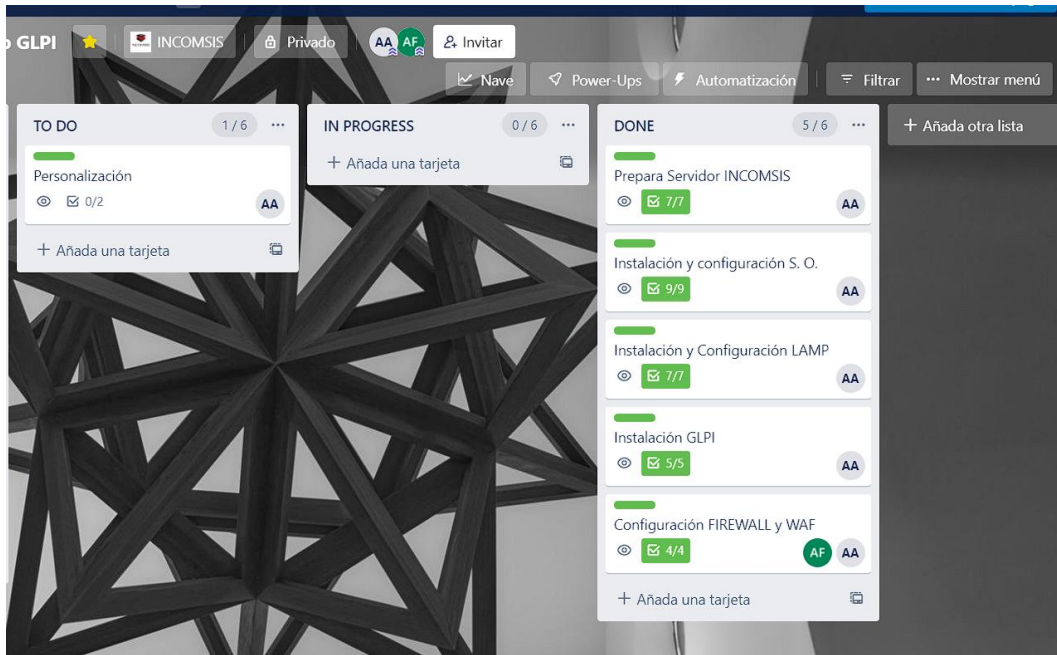 o GLPI
INCOMSIS
Privado
AA AF
Invitar
Nave
Power-Ups
Automatización
Filtrar
Mostrar menú
TO DO
1 / 6
Personalización
0/2
AA
+ Añada una tarjeta
IN PROGRESS
0 / 6
+ Añada una tarjeta
DONE
5 / 6
Prepara Servidor INCOMSIS
7/7
AA
Instalación y configuración S. O.
9/9
AA
Instalación y Configuración LAMP
7/7
AA
Instalación GLPI
5/5
AA
Configuración FIREWALL y WAF
4/4
AF AA
+ Añada una tarjeta
+ Añada otra lista